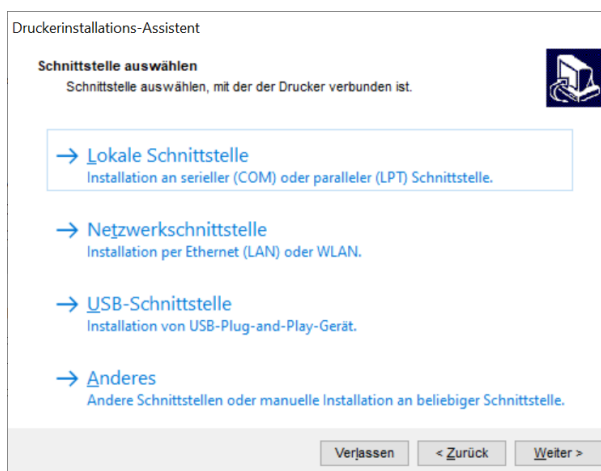 Druckerinstallations-Assistent
Schnittstelle auswählen
Schnittstelle auswählen, mit der der Drucker verbunden ist.
Lokale Schnittstelle
Installation an serieller (COM) oder paralleler (LPT) Schnittstelle.
Netzwerkschnittstelle
Installation per Ethernet (LAN) oder WLAN.
USB-Schnittstelle
Installation von USB-Plug-and-Play-Gerät.
Anderes
Andere Schnittstellen oder manuelle Installation an beliebiger Schnittstelle.
Verlassen < Zurück Weiter >